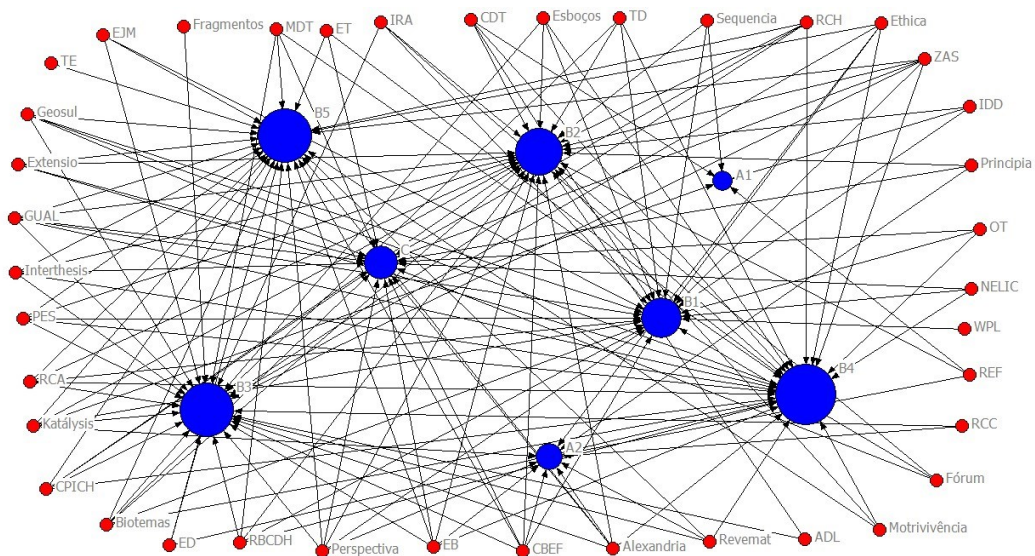 Fragmentos
MDT
ET
IRA
CDT
Esboços
TD
Sequencia
RCH
Ethica
EJM
TE
ZAS
Geosul
B5
B2
IDD
Extensio
A1
Principia
GUAL
OT
C
Interthesis
NELIC
PES
B1
WPL
RCA
B3
B4
REF
Katálysis
RCC
A2
CPICH
Fórum
Biotemas
Motrivivência
ED
RBCDH
Perspectiva
EB
CBEF
Alexandria
Revemat
ADL